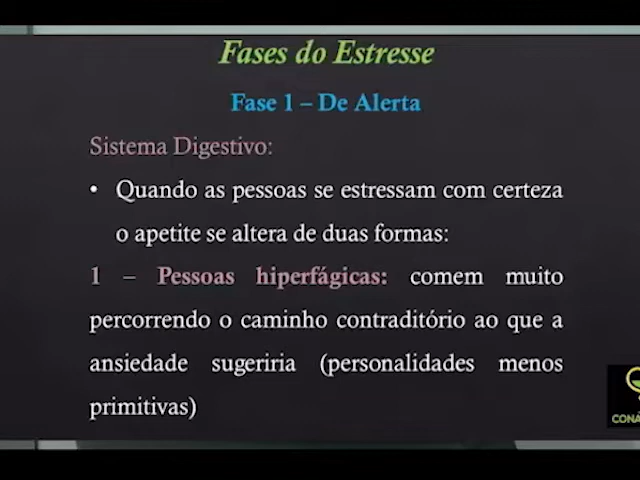 Fases do Estresse
Fase 1 – De Alerta
Sistema Digestivo:
• Quando as pessoas se estressam com certeza
o apetite se altera de duas formas:
1 – Pessoas hiperfágicas: comem muito
percorrendo o caminho contraditório ao que a
ansiedade sugeriria (personalidades menos
primitivas)